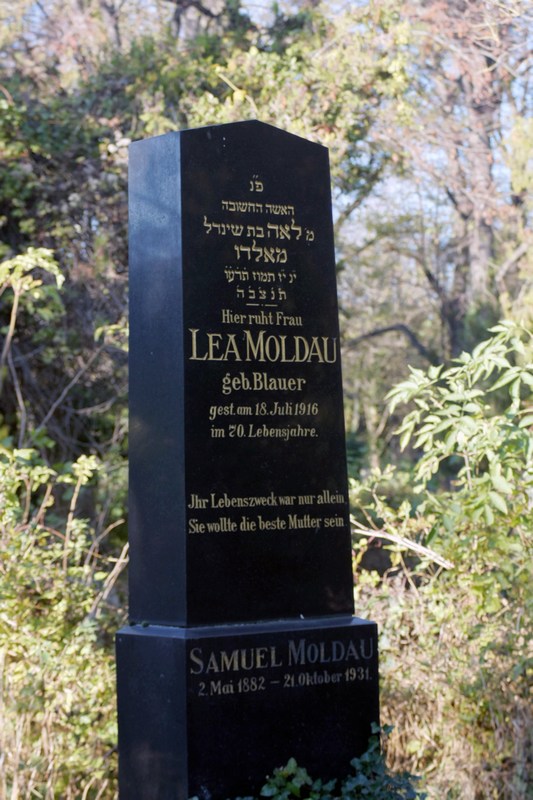 פ״נ
האשה החשובה
מ לאה בת שינדל
מאלדו
י״נ י״ז תמוז תרע״ו
ת נ צ ב ה
Hier ruht Frau
LEA MOLDAU
geb. Blauer
gest. am 18. Juli 1916
im 70. Lebensjahre.
Jhr Lebenszweck war nur allein
Sie wollte die beste Mutter sein
SAMUEL MOLDAU
2. Mai 1882 – 21. Oktober 1931.